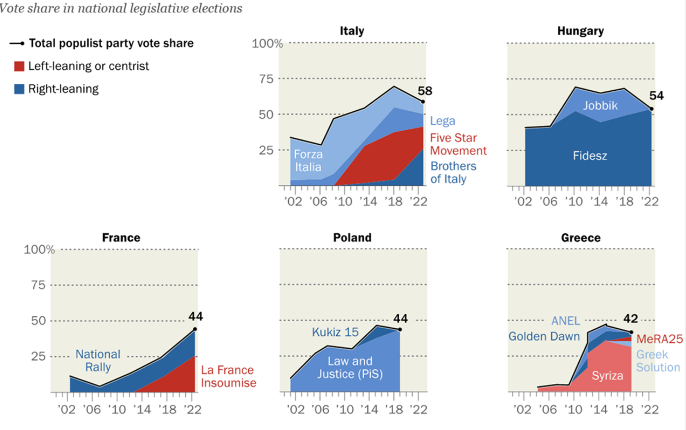 Vote share in national legislative elections
Total populist party vote share
Left-leaning or centrist
Right-leaning
Italy
100%
75
50
25
58
Lega
Five Star
Movement
Brothers
of Italy
Forza
Italia
'02 '06 '10 '14 '18 '22
Hungary
54
Jobbik
Fidesz
'02 '06 '10 '14 '18 '22
France
100%
75
50
25
44
National
Rally
La France
Insoumise
'02 '06 '10 '14 '18 '22
Poland
44
Kukiz 15
Law and
Justice (PiS)
'02 '06 '10 '14 '18 '22
Greece
42
ANEL
Golden Dawn
MeRA25
Greek
Solution
Syriza
'02 '06 '10 '14 '18 '22